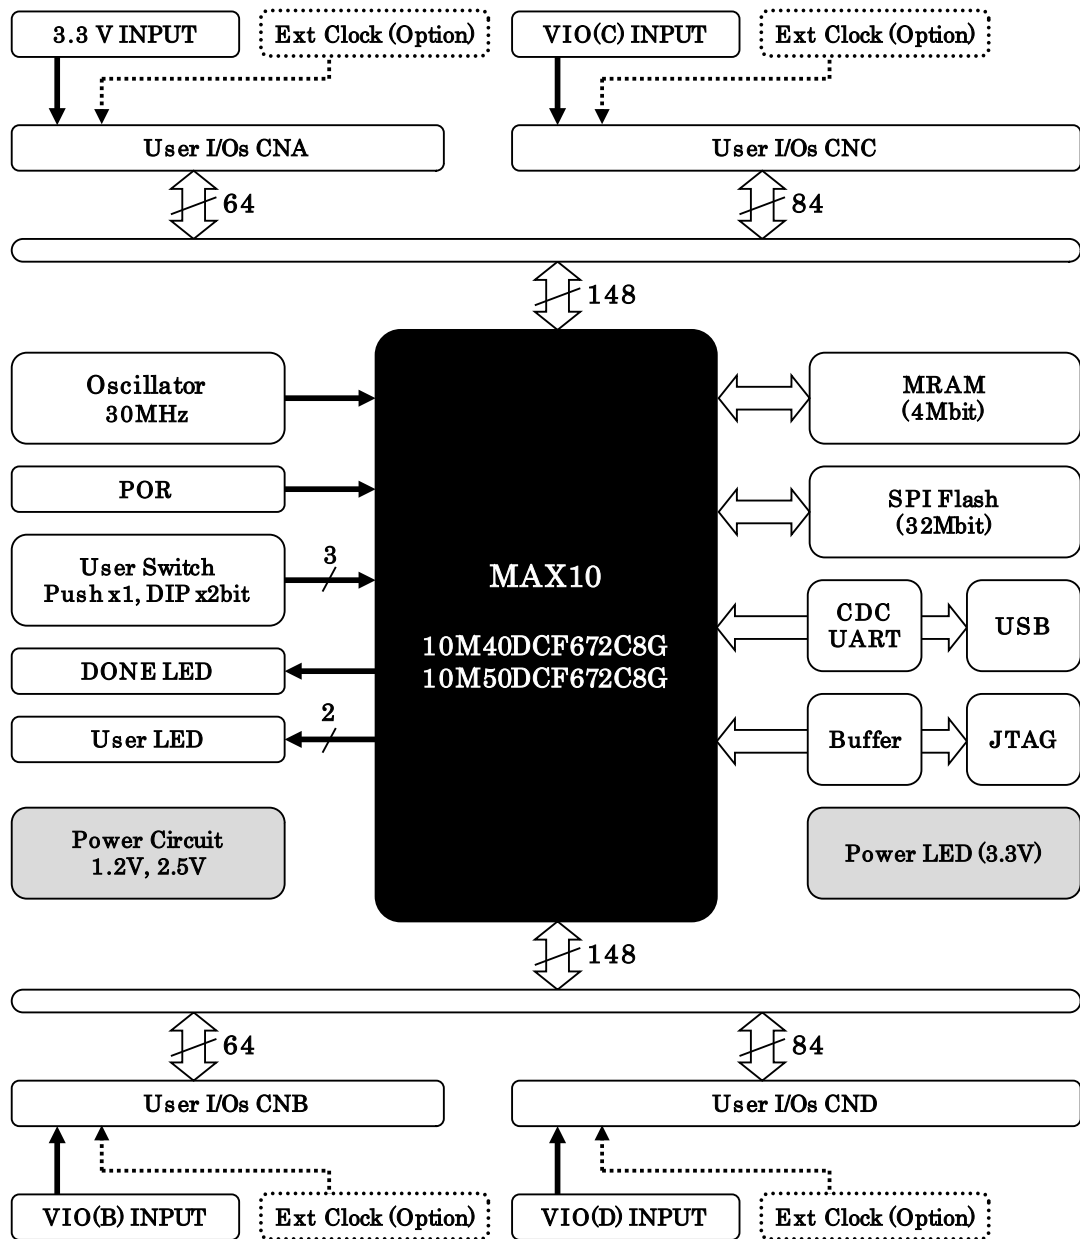 3.3 V INPUT
Ext Clock (Option)
VIO(C) INPUT
Ext Clock (Option)
User I/Os CNA
User I/Os CNC
64
84
148
Oscillator
30MHz
MRAM
(4Mbit)
POR
SPI Flash
(32Mbit)
User Switch
Push x1, DIP x2bit
3
MAX10
10M40DCF672C8G
10M50DCF672C8G
CDC
UART
USB
DONE LED
User LED
2
Buffer
JTAG
Power Circuit
1.2V, 2.5V
Power LED (3.3V)
148
64
84
User I/Os CNB
User I/Os CND
VIO(B) INPUT
Ext Clock (Option)
VIO(D) INPUT
Ext Clock (Option)